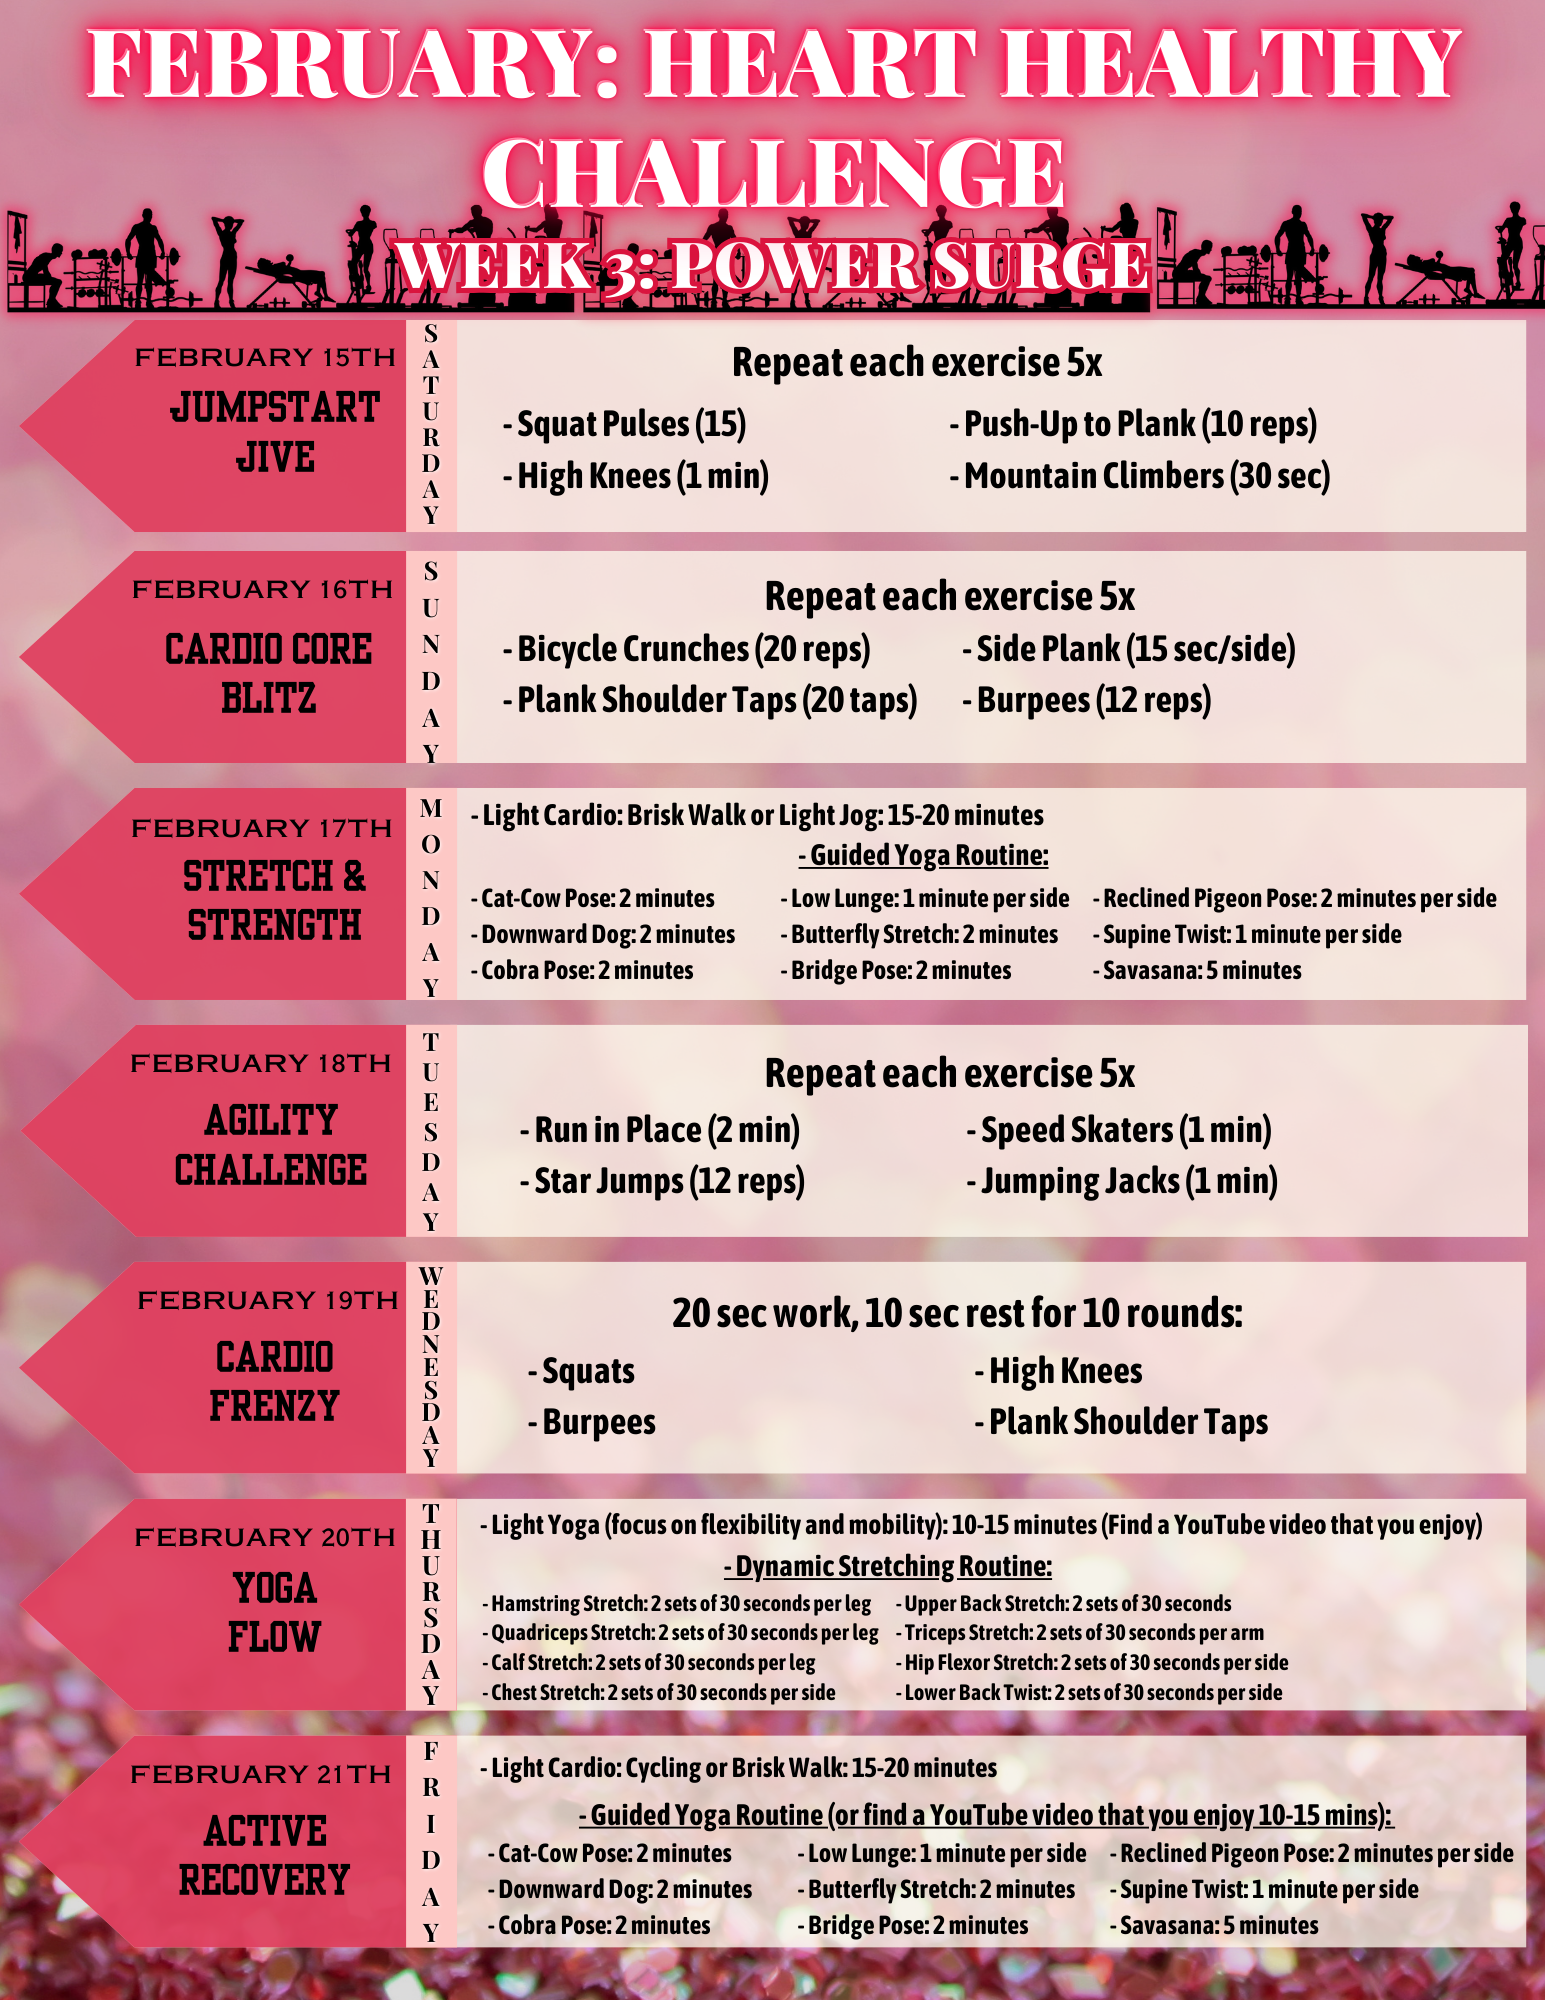 FEBRUARY: HEART HEALTHY
CHALLENGE
WEEK 3: POWER SURGE
FEBRUARY 15TH
JUMPSTART
JIVE
SATURDAY
Repeat each exercise 5x
- Squat Pulses (15)
- High Knees (1 min)
- Push-Up to Plank (10 reps)
- Mountain Climbers (30 sec)
FEBRUARY 16TH
CARDIO CORE
BLITZ
SUNDAY
Repeat each exercise 5x
- Bicycle Crunches (20 reps)
- Plank Shoulder Taps (20 taps)
- Side Plank (15 sec/side)
- Burpees (12 reps)
FEBRUARY 17TH
STRETCH &
STRENGTH
MONDAY
- Light Cardio: Brisk Walk or Light Jog: 15-20 minutes
- Guided Yoga Routine:
- Cat-Cow Pose: 2 minutes
- Downward Dog: 2 minutes
- Cobra Pose: 2 minutes
- Low Lunge: 1 minute per side
- Butterfly Stretch: 2 minutes
- Bridge Pose: 2 minutes
- Reclined Pigeon Pose: 2 minutes per side
- Supine Twist: 1 minute per side
- Savasana: 5 minutes
FEBRUARY 18TH
AGILITY
CHALLENGE
TUESDAY
Repeat each exercise 5x
- Run in Place (2 min)
- Star Jumps (12 reps)
- Speed Skaters (1 min)
- Jumping Jacks (1 min)
FEBRUARY 19TH
CARDIO
FRENZY
WEDNESDAY
20 sec work, 10 sec rest for 10 rounds:
- Squats
- Burpees
- High Knees
- Plank Shoulder Taps
FEBRUARY 20TH
YOGA
FLOW
THURSDAY
- Light Yoga (focus on flexibility and mobility): 10-15 minutes (Find a YouTube video that you enjoy)
- Dynamic Stretching Routine:
- Hamstring Stretch: 2 sets of 30 seconds per leg
- Quadriceps Stretch: 2 sets of 30 seconds per leg
- Calf Stretch: 2 sets of 30 seconds per leg
- Chest Stretch: 2 sets of 30 seconds per side
- Upper Back Stretch: 2 sets of 30 seconds
- Triceps Stretch: 2 sets of 30 seconds per arm
- Hip Flexor Stretch: 2 sets of 30 seconds per side
- Lower Back Twist: 2 sets of 30 seconds per side
FEBRUARY 21TH
ACTIVE
RECOVERY
FRIDAY
- Light Cardio: Cycling or Brisk Walk: 15-20 minutes
- Guided Yoga Routine (or find a YouTube video that you enjoy 10-15 mins):
- Cat-Cow Pose: 2 minutes
- Downward Dog: 2 minutes
- Cobra Pose: 2 minutes
- Low Lunge: 1 minute per side
- Butterfly Stretch: 2 minutes
- Bridge Pose: 2 minutes
- Reclined Pigeon Pose: 2 minutes per side
- Supine Twist: 1 minute per side
- Savasana: 5 minutes